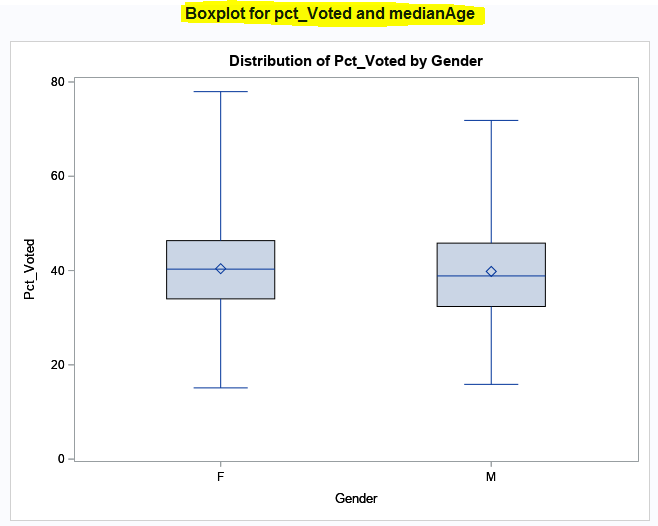 Boxplot for pct_Voted and medianAge
Distribution of Pct_Voted by Gender
80
60
40
20
0
Pct_Voted
F
M
Gender